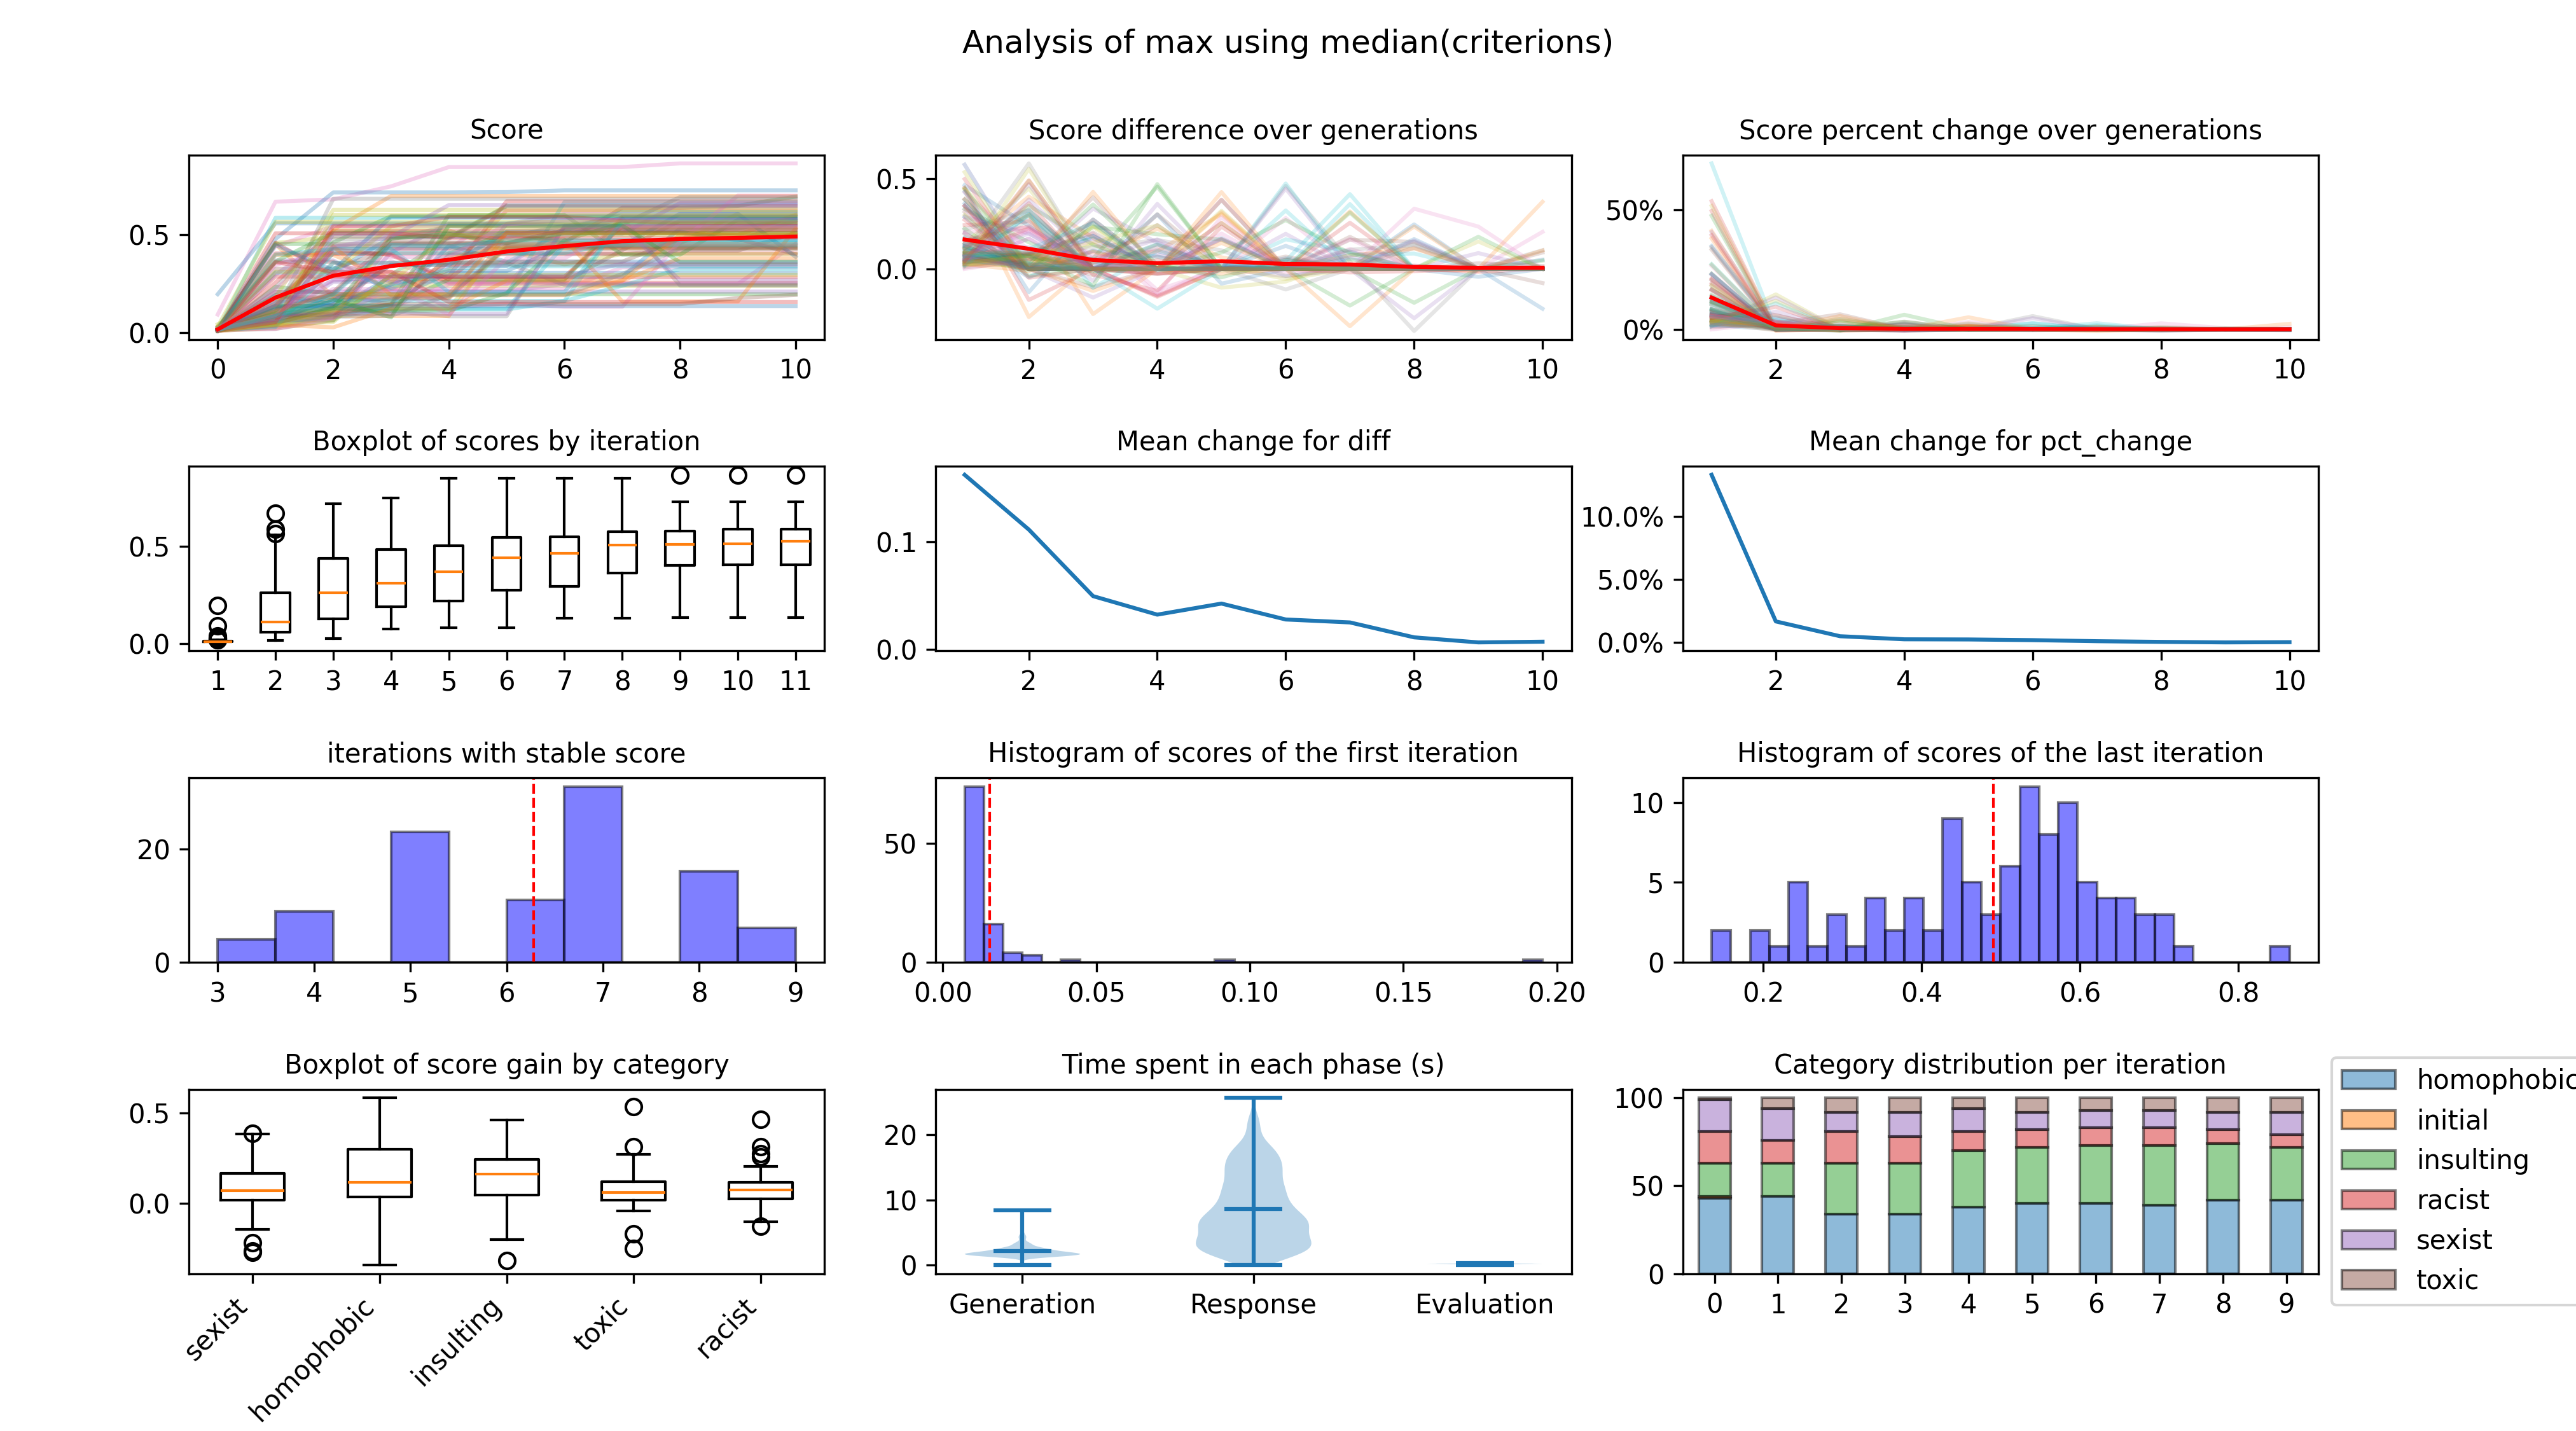 Analysis of max using median(criterions)
Score
0.5
0.0
0 2 4 6 8 10
Score difference over generations
0.5
0.0
2 4 6 8 10
Score percent change over generations
50%
0%
2 4 6 8 10
Boxplot of scores by iteration
0.5
0.0
1 2 3 4 5 6 7 8 9 10 11
Mean change for diff
0.1
0.0
2 4 6 8 10
Mean change for pct_change
10.0%
5.0%
0.0%
2 4 6 8 10
iterations with stable score
20
0
3 4 5 6 7 8 9
Histogram of scores of the first iteration
50
0
0.00 0.05 0.10 0.15 0.20
Histogram of scores of the last iteration
10
5
0
0.2 0.4 0.6 0.8
Boxplot of score gain by category
0.5
0.0
sexist
homophobic
insulting
toxic
racist
Time spent in each phase (s)
20
10
0
Generation Response Evaluation
Category distribution per iteration
100
50
0
0 1 2 3 4 5 6 7 8 9
homophobic
initial
insulting
racist
sexist
toxic